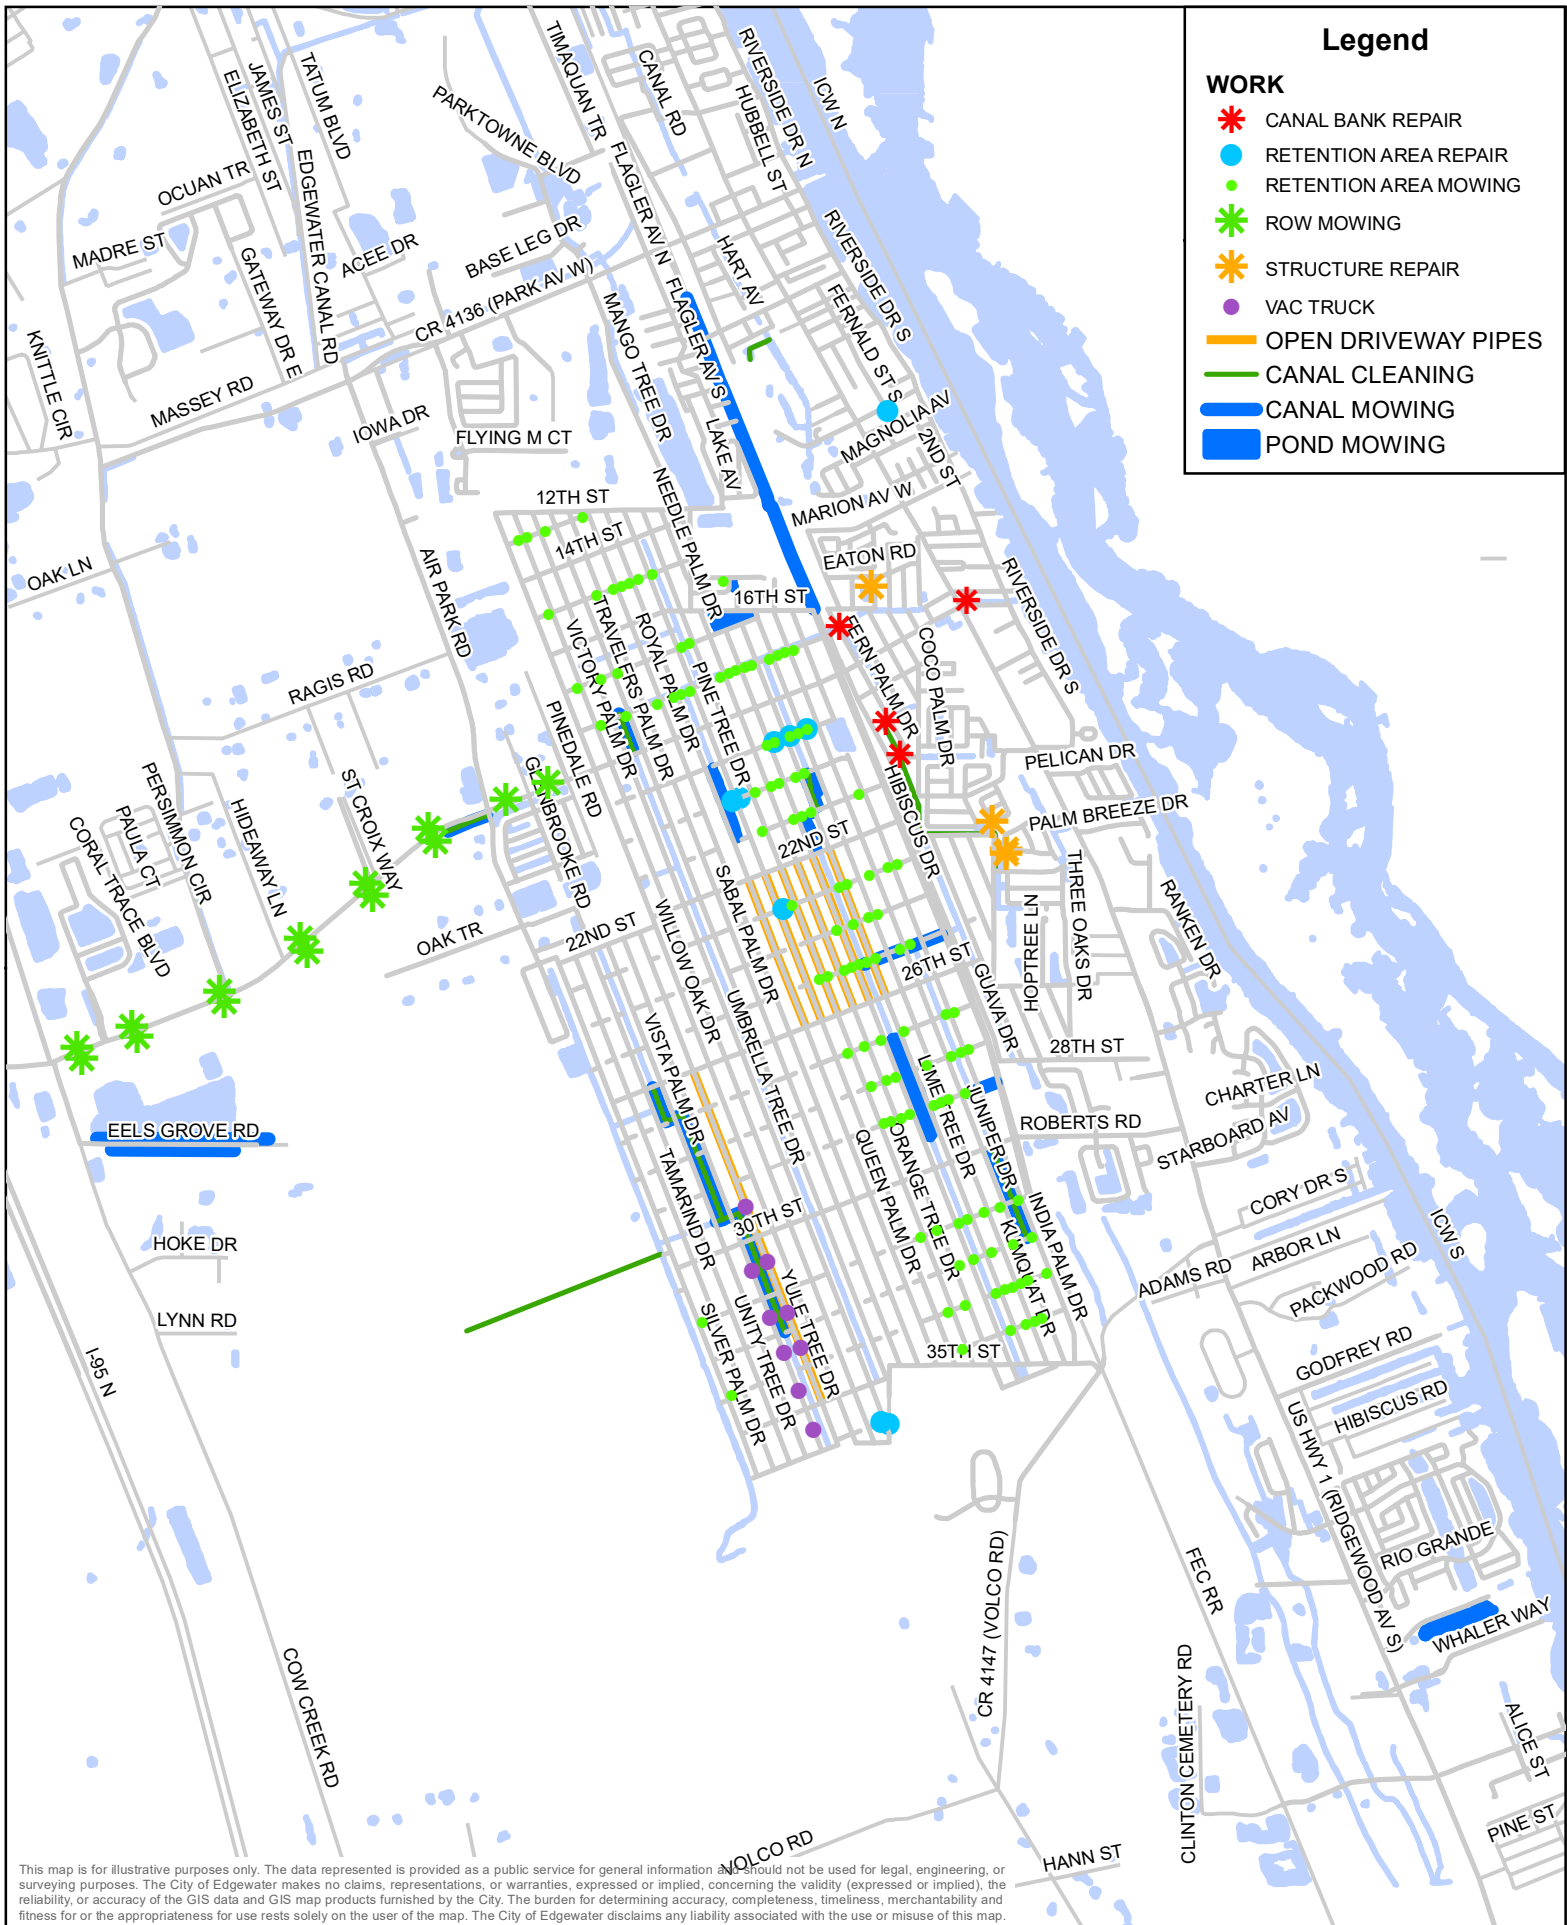 Legend
WORK
CANAL BANK REPAIR
RETENTION AREA REPAIR
RETENTION AREA MOWING
ROW MOWING
STRUCTURE REPAIR
VAC TRUCK
OPEN DRIVEWAY PIPES
CANAL CLEANING
CANAL MOWING
POND MOWING
TIMAQUAN TR
CANAL RD
RIVERSIDE DR N
ICW N
HUBBELL ST
TATUM BLVD
JAMES ST
ELIZABETH ST
PARKTOWNE BLVD
OCUAN TR
EDGEWATER CANAL RD
FLAGLER AV N
MADRE ST
ACEE DR
BASE LEG DR
GATEWAY DR E
HART AV
RIVERSIDE DR S
CR 4136 (PARK AV W)
FLAGLER AV S
FERNALD ST S
MANGO TREE DR
KNITTLE CIR
MASSEY RD
IOWA DR
FLYING M CT
LAKE AV
MAGNOLIA AV
2ND ST
12TH ST
14TH ST
NEEDLE PALM DR
MARION AV W
EATON RD
OAK LN
AIR PARK RD
16TH ST
RIVERSIDE DR S
TRAVELERS PALM DR
VICTORY PALM DR
ROYAL PALM DR
PINE TREE DR
FERN PALM DR
COCO PALM DR
RAGIS RD
PINEDALE RD
GLENBROOKE RD
PELICAN DR
PERSIMMON CIR
PAULA CT
CORAL TRACE BLVD
HIDEAWAY LN
ST CROIX WAY
HIBISCUS DR
PALM BREEZE DR
22ND ST
SABAL PALM DR
WILLOW OAK DR
OAK TR
22ND ST
THREE OAKS DR
HOPTREE LN
RANKEN DR
26TH ST
GUAVA DR
UMBRELLA TREE DR
VISTA PALM DR
28TH ST
LIME TREE DR
JUNIPER DR
CHARTER LN
ROBERTS RD
STARBOARD AV
EELS GROVE RD
TAMARIND DR
QUEEN PALM DR
ORANGE TREE DR
CORY DR S
ICW S
30TH ST
INDIA PALM DR
KUMQUAT DR
ARBOR LN
ADAMS RD
PACKWOOD RD
HOKE DR
LYNN RD
YULE TREE DR
UNITY TREE DR
SILVER PALM DR
35TH ST
GODFREY RD
HIBISCUS RD
I-95 N
US HWY 1 (RIDGEWOOD AV S)
RIO GRANDE
CR 4147 (VOLCO RD)
FEC RR
WHALER WAY
COW CREEK RD
CLINTON CEMETERY RD
ALICE ST
PINE ST
VOLCO RD
HANN ST
This map is for illustrative purposes only. The data represented is provided as a public service for general information and should not be used for legal, engineering, or
surveying purposes. The City of Edgewater makes no claims, representations, or warranties, expressed or implied, concerning the validity (expressed or implied), the
reliability, or accuracy of the GIS data and GIS map products furnished by the City. The burden for determining accuracy, completeness, timeliness, merchantability and
fitness for or the appropriateness for use rests solely on the user of the map. The City of Edgewater disclaims any liability associated with the use or misuse of this map.